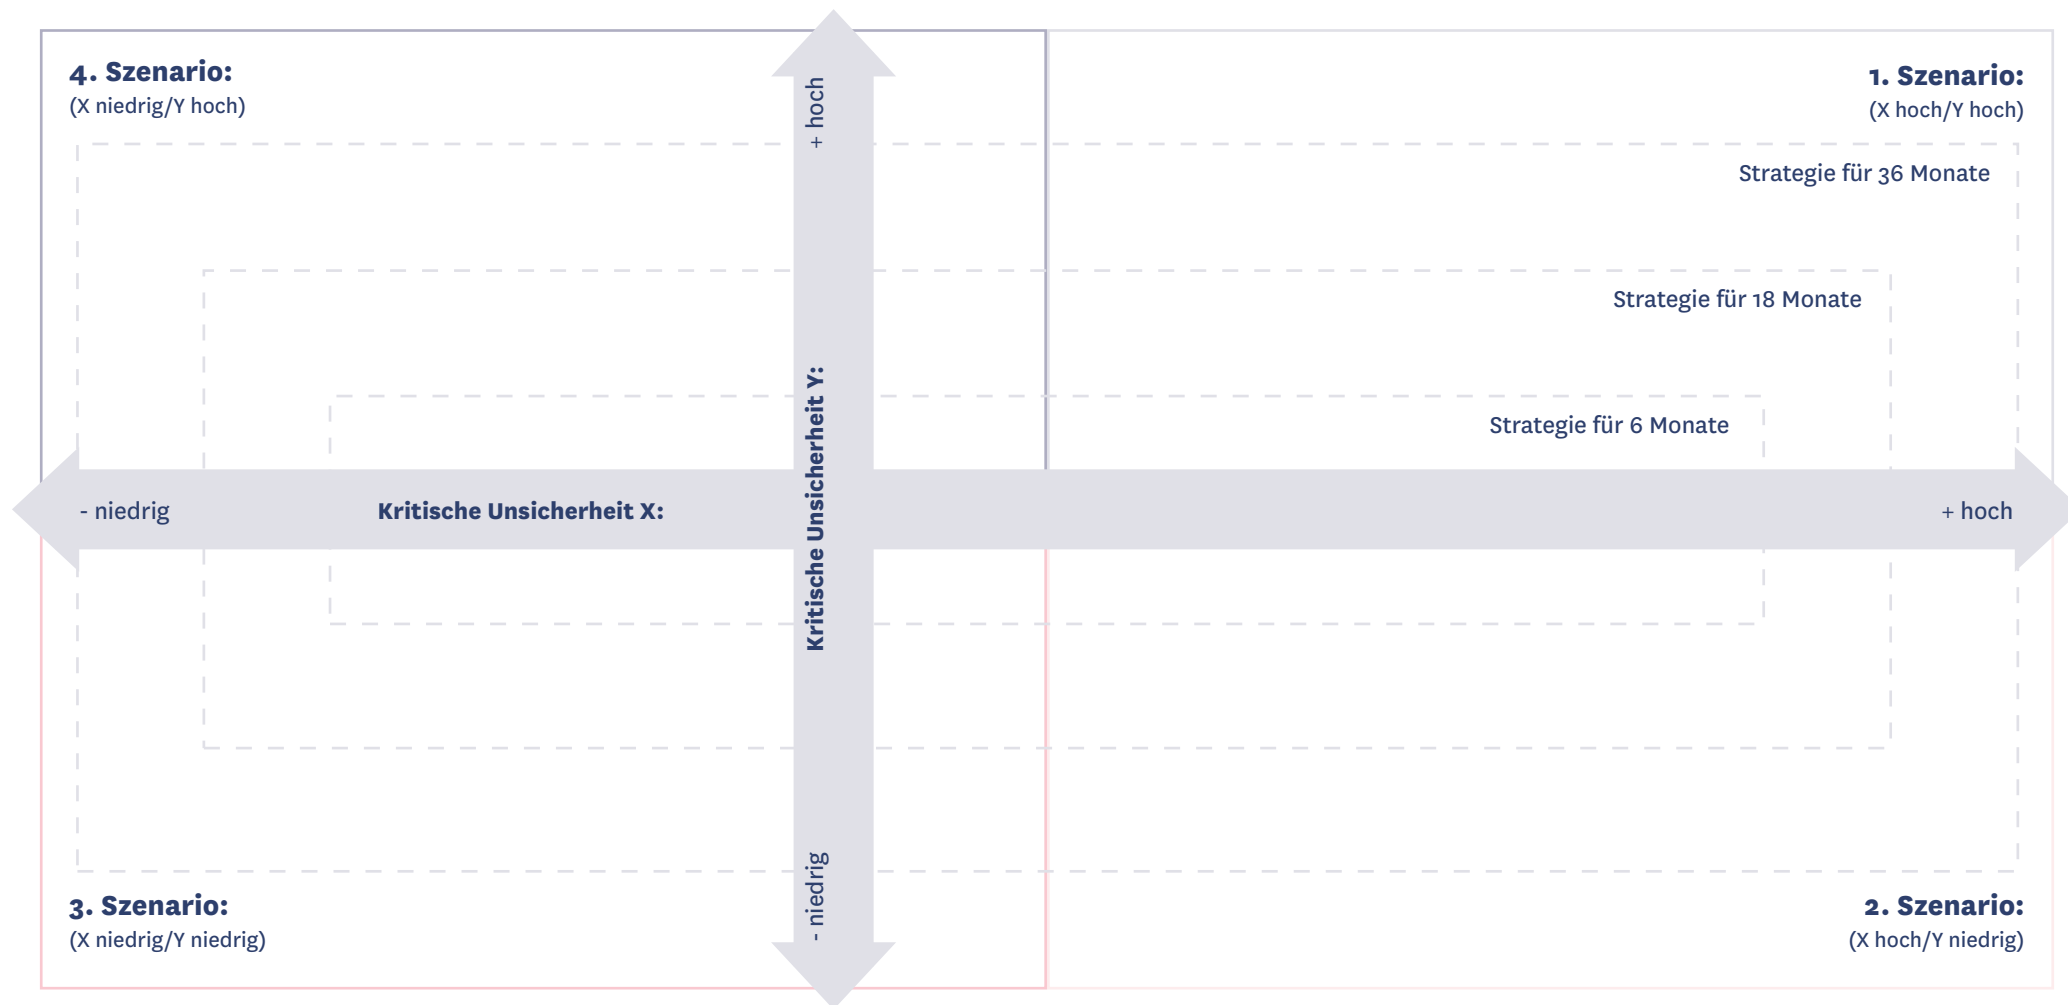 4. Szenario:
(X niedrig/Y hoch)
1. Szenario:
(X hoch/Y hoch)
+ hoch
Strategie für 36 Monate
Strategie für 18 Monate
Strategie für 6 Monate
Kritische Unsicherheit Y:
- niedrig
Kritische Unsicherheit X:
+ hoch
- niedrig
3. Szenario:
(X niedrig/Y niedrig)
2. Szenario:
(X hoch/Y niedrig)